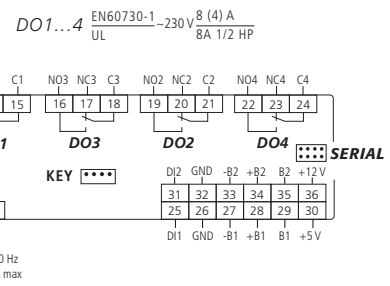 DO1...4 EN60730-1 ~230 V 8 (4) A
UL 8A 1/2 HP
C1 NO3 NC3 C3 NO2 NC2 C2 NO4 NC4 C4
15 16 17 18 19 20 21 22 23 24
1 DO3 DO2 DO4 SERIAL
KEY
DI2 GND -B2 +B2 B2 +12 V
31 32 33 34 35 36
25 26 27 28 29 30
DI1 GND -B1 +B1 B1 +5 V
0 Hz
max